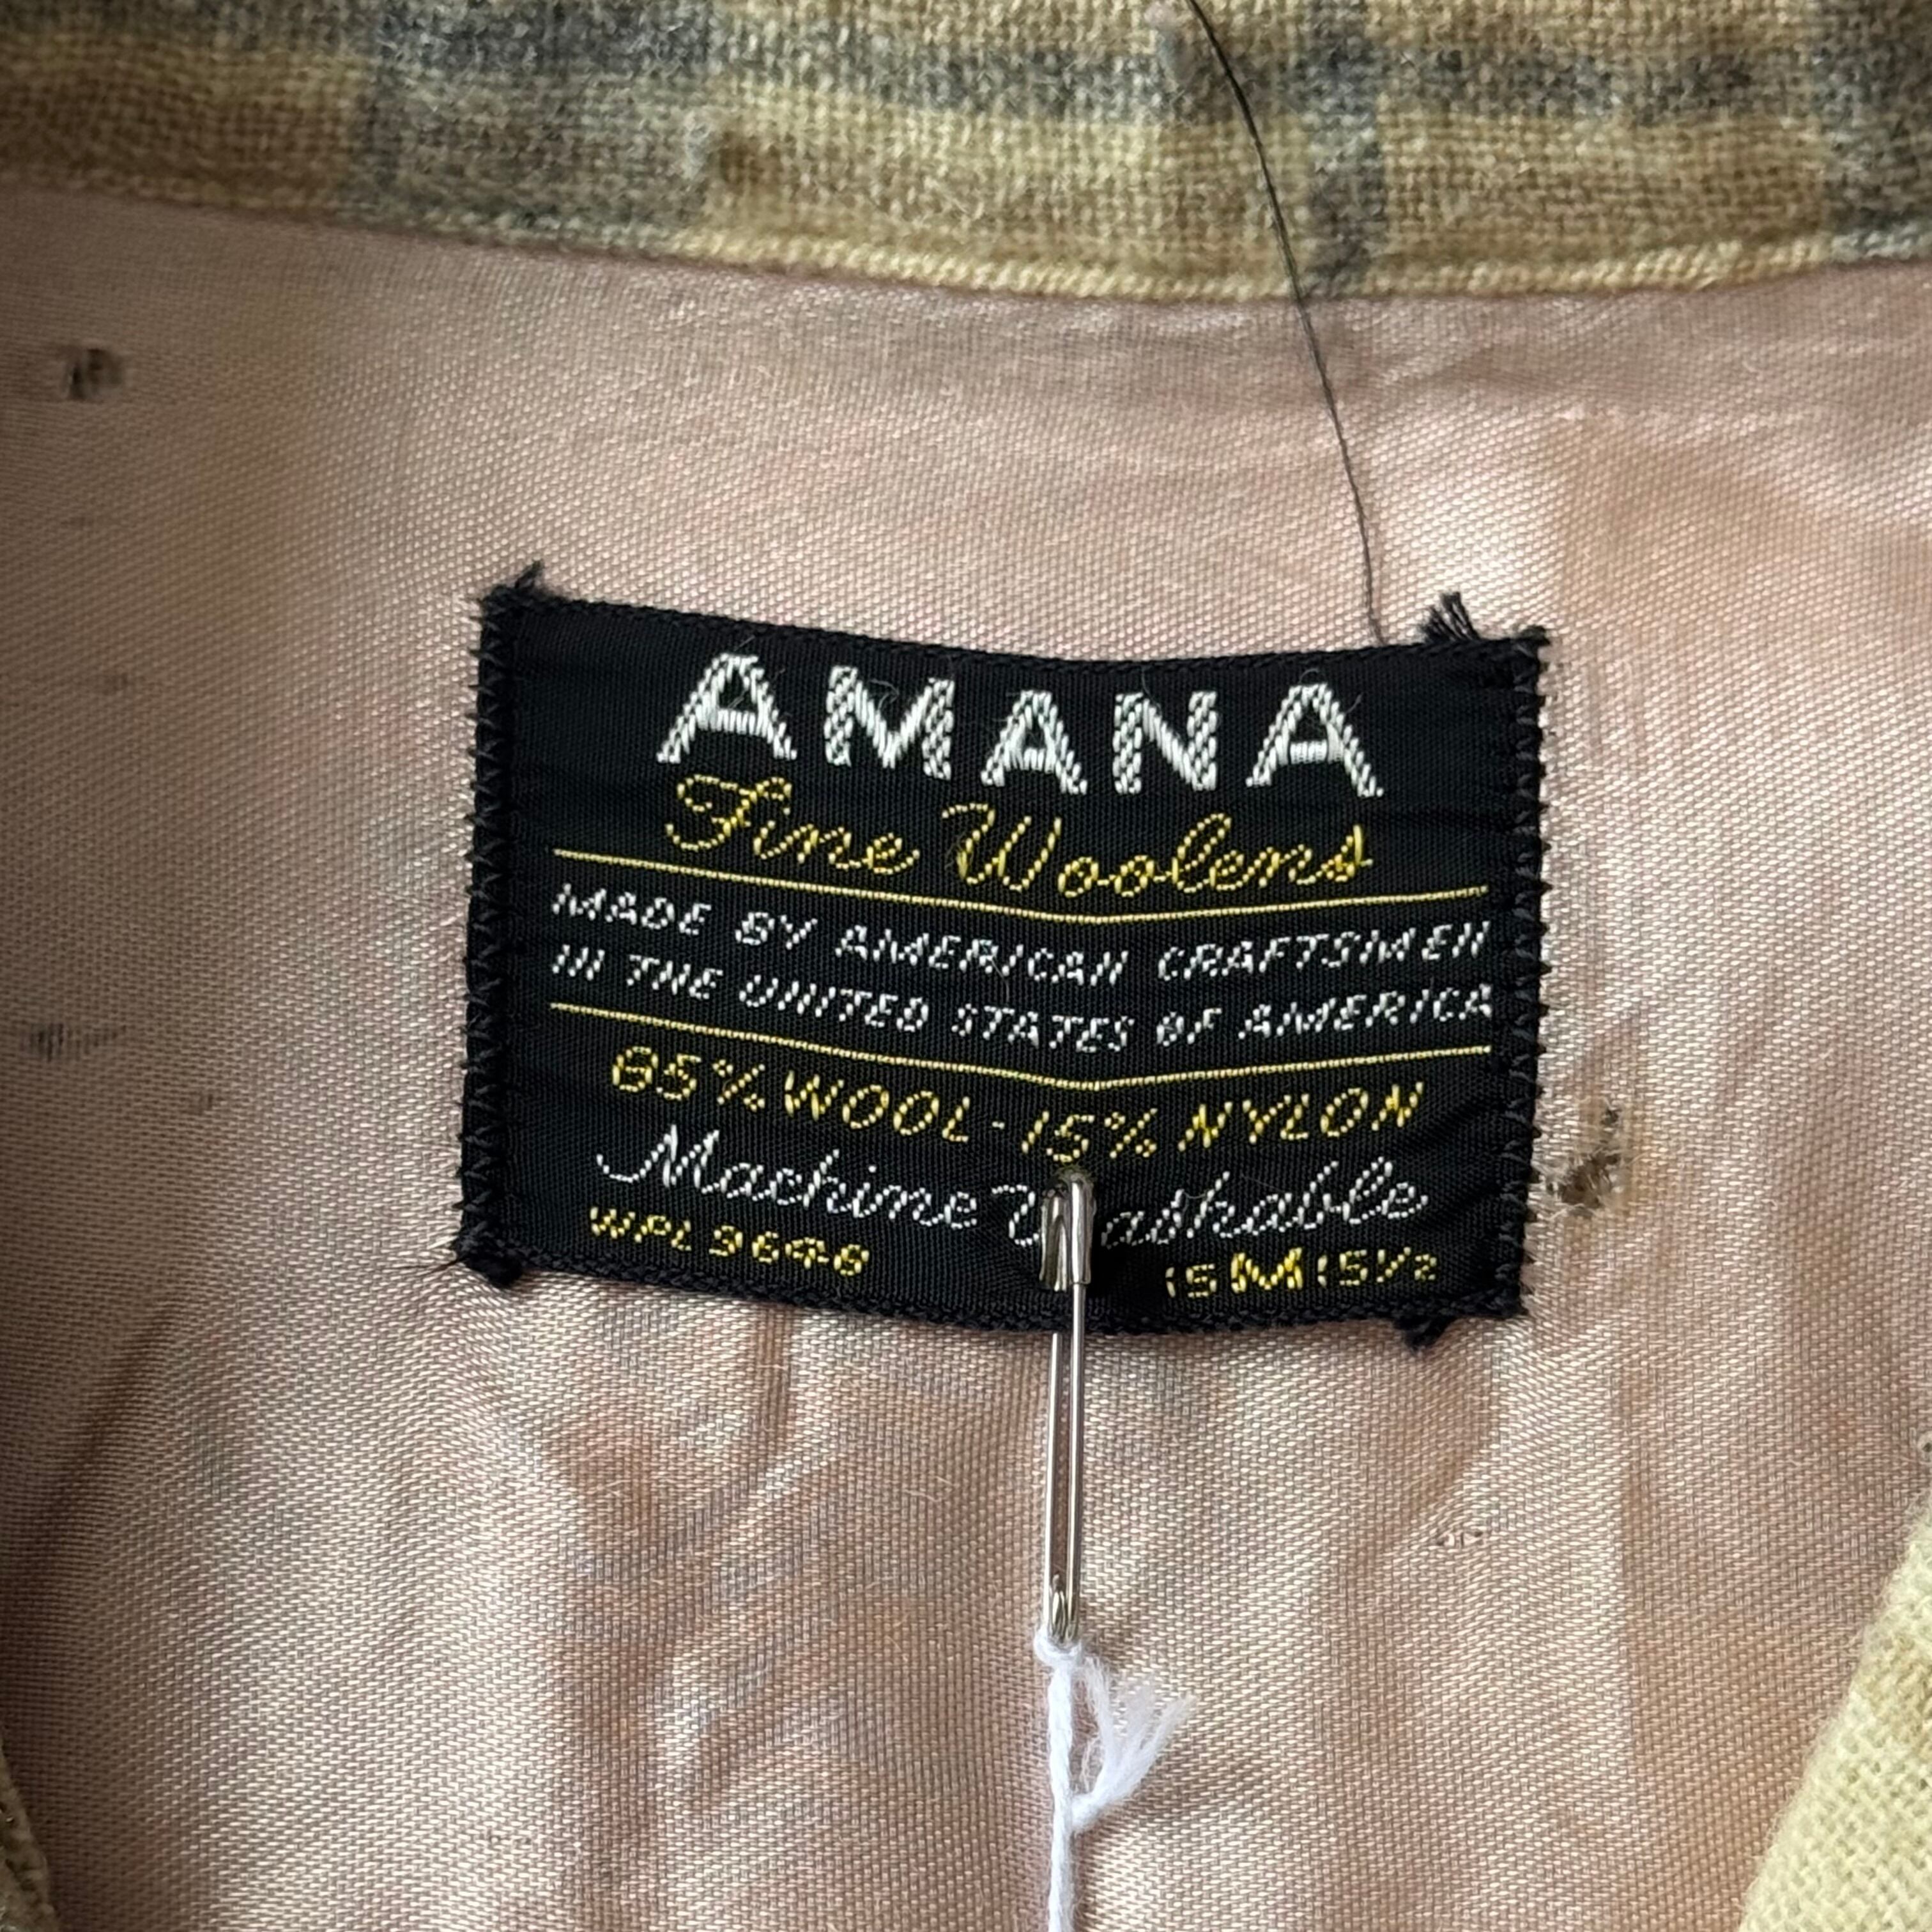 AMANA
Fine Woolens
MADE BY AMERICAN CRAFTSMEN
IN THE UNITED STATES OF AMERICA
85% WOOL - 15% NYLON
Machine Washable
WPL 9646 15 M 15½